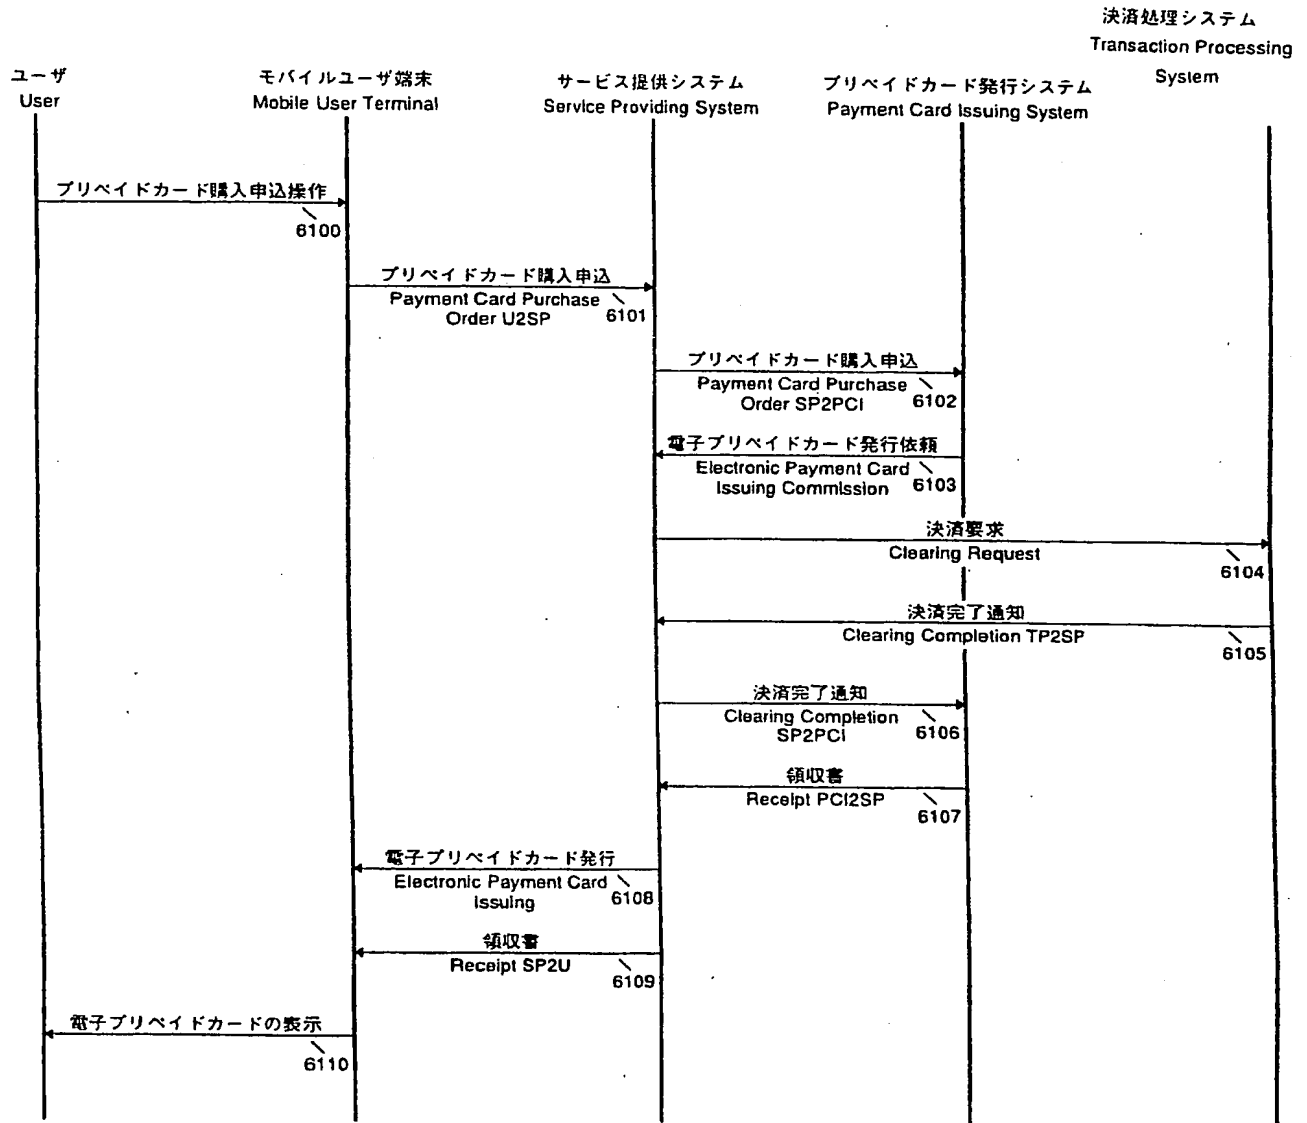 決済処理システム
Transaction Processing
System
ユーザ
User
モバイルユーザ端末
Mobile User Terminal
サービス提供システム
Service Providing System
プリペイドカード発行システム
Payment Card Issuing System
プリペイドカード購入申込操作
6100
プリペイドカード購入申込
Payment Card Purchase
Order U2SP
6101
プリペイドカード購入申込
Payment Card Purchase
Order SP2PCI
6102
電子プリペイドカード発行依頼
Electronic Payment Card
Issuing Commission
6103
決済要求
Clearing Request
6104
決済完了通知
Clearing Completion TP2SP
6105
決済完了通知
Clearing Completion
SP2PCI
6106
領収書
Receipt PCI2SP
6107
電子プリペイドカード発行
Electronic Payment Card
Issuing
6108
領収書
Receipt SP2U
6109
電子プリペイドカードの表示
6110